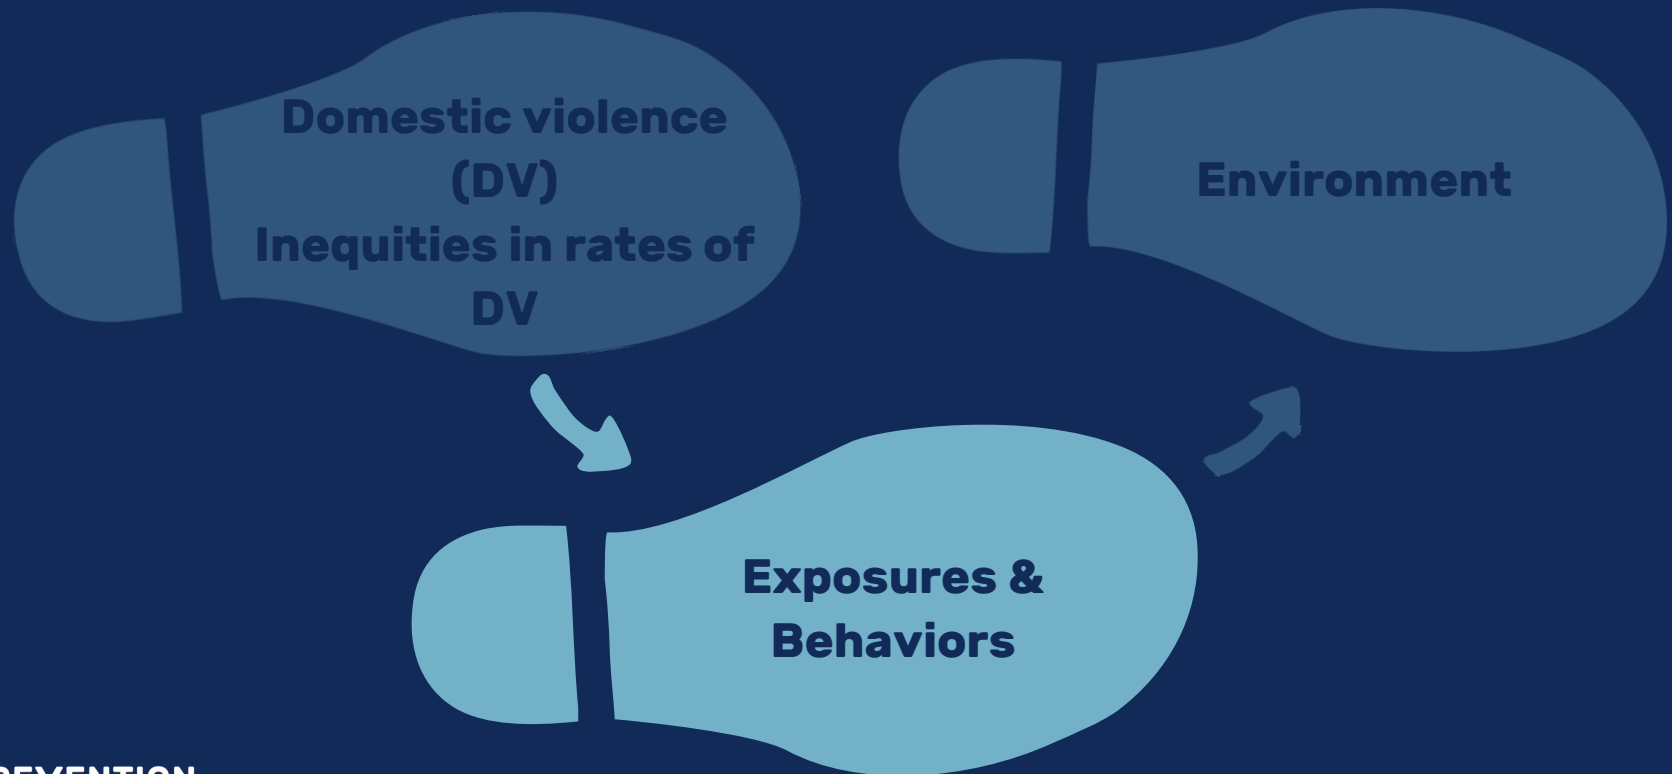 Domestic violence
(DV)
Inequities in rates of
DV
Environment
Exposures &
Behaviors